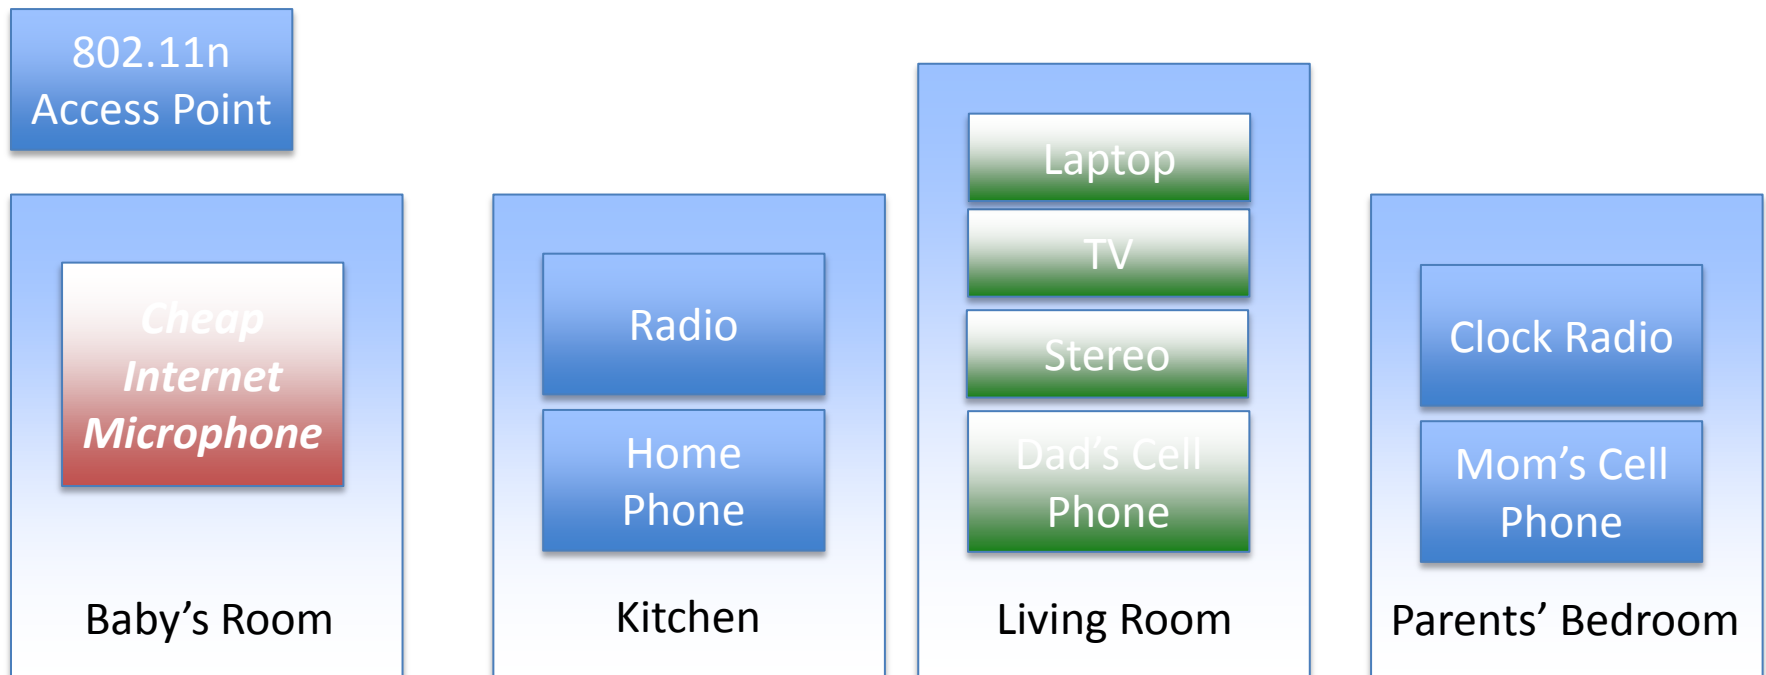 802.11n
Access Point
Cheap
Internet
Microphone
Baby’s Room
Radio
Home
Phone
Kitchen
Laptop
TV
Stereo
Dad’s Cell
Phone
Living Room
Clock Radio
Mom’s Cell
Phone
Parents’ Bedroom